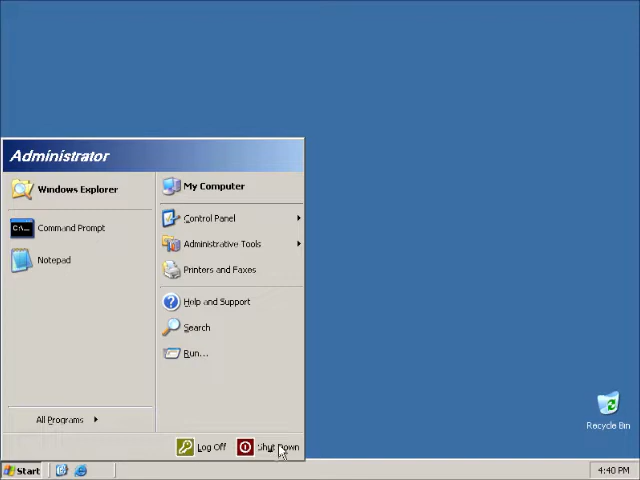 Administrator
Windows Explorer
Command Prompt
Notepad
All Programs
My Computer
Control Panel
Administrative Tools
Printers and Faxes
Help and Support
Search
Run...
Log Off
Shut Down
Recycle Bin
Start
4:40 PM